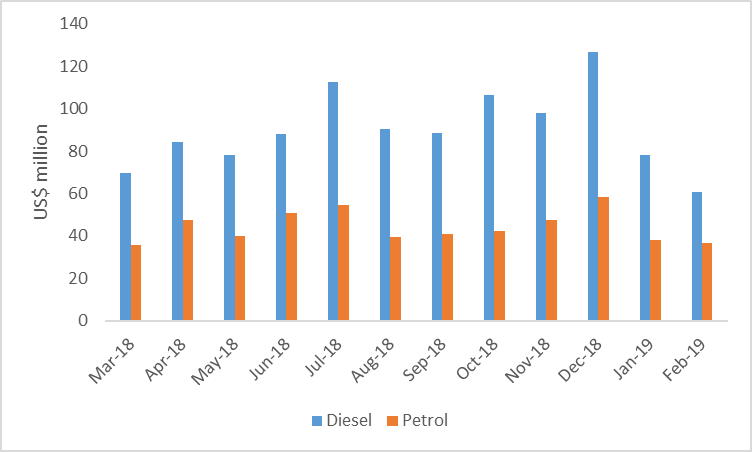 US$ million
140
120
100
80
60
40
20
0
Mar-18
Apr-18
May-18
Jun-18
Jul-18
Aug-18
Sep-18
Oct-18
Nov-18
Dec-18
Jan-19
Feb-19
Diesel
Petrol